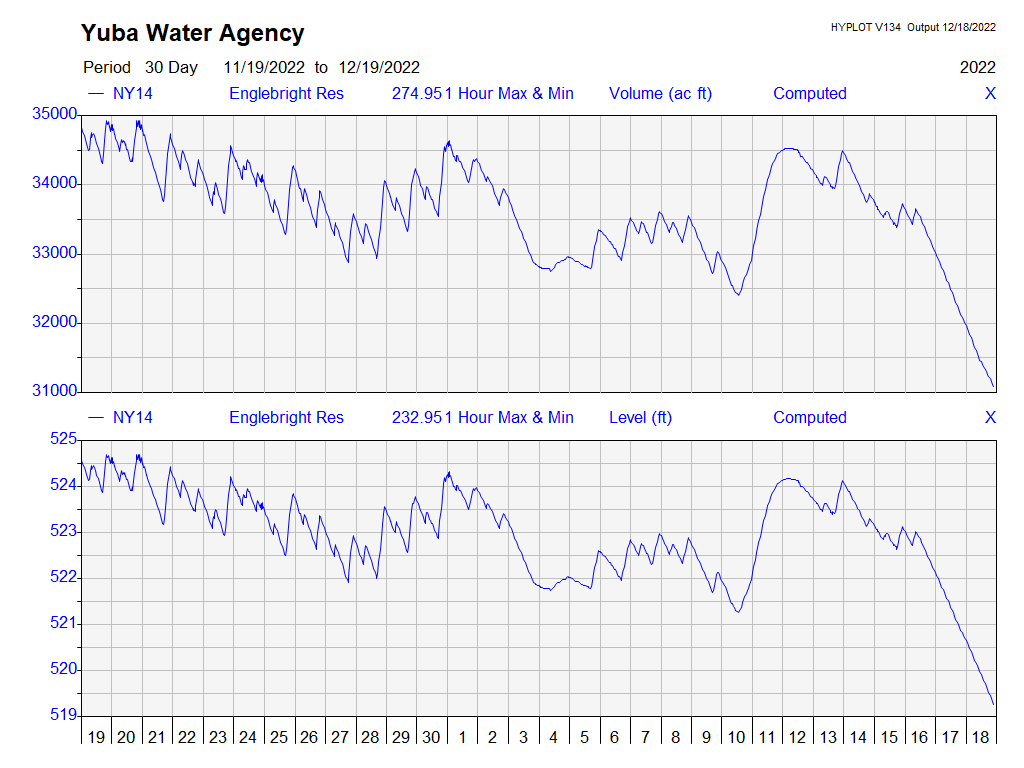 Yuba Water Agency
HYPLOT V134 Output 12/18/2022
Period 30 Day 11/19/2022 to 12/19/2022
2022
NY14 Englebright Res 274.951 Hour Max & Min Volume (ac ft) Computed X
35000
34000
33000
32000
31000
NY14 Englebright Res 232.951 Hour Max & Min Level (ft) Computed X
525
524
523
522
521
520
519
19 20 21 22 23 24 25 26 27 28 29 30 1 2 3 4 5 6 7 8 9 10 11 12 13 14 15 16 17 18